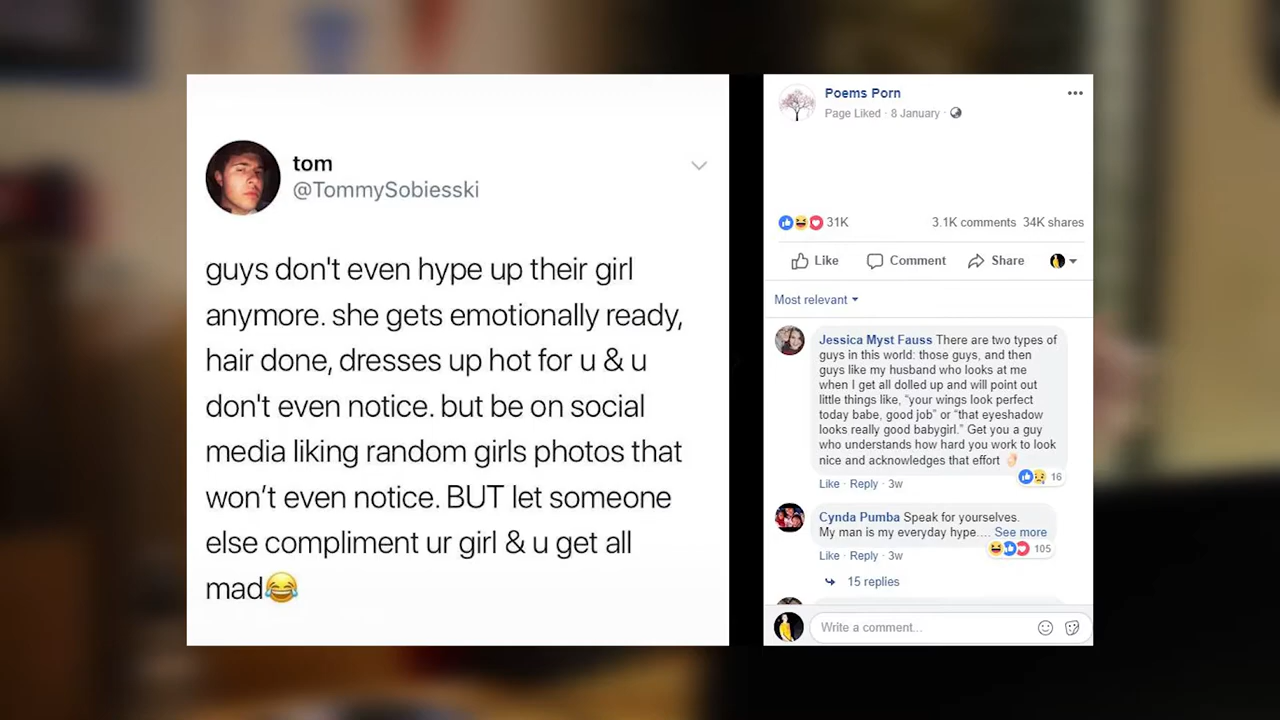 tom
@TommySobiesski
guys don't even hype up their girl
anymore. she gets emotionally ready,
hair done, dresses up hot for u & u
don't even notice. but be on social
media liking random girls photos that
won’t even notice. BUT let someone
else compliment ur girl & u get all
mad😂
Poems Porn
Page Liked · 8 January ·
31K
3.1K comments 34K shares
Like Comment Share
Most relevant
Jessica Myst Fauss There are two types of
guys in this world: those guys, and then
guys like my husband who looks at me
when I get all dolled up and will point out
little things like, “your wings look perfect
today babe, good job” or “that eyeshadow
looks really good babygirl.” Get you a guy
who understands how hard you work to look
nice and acknowledges that effort 👌🏻
16
Like · Reply · 3w
Cynda Pumba Speak for yourselves.
My man is my everyday hype.... See more
105
Like · Reply · 3w
15 replies
Write a comment...